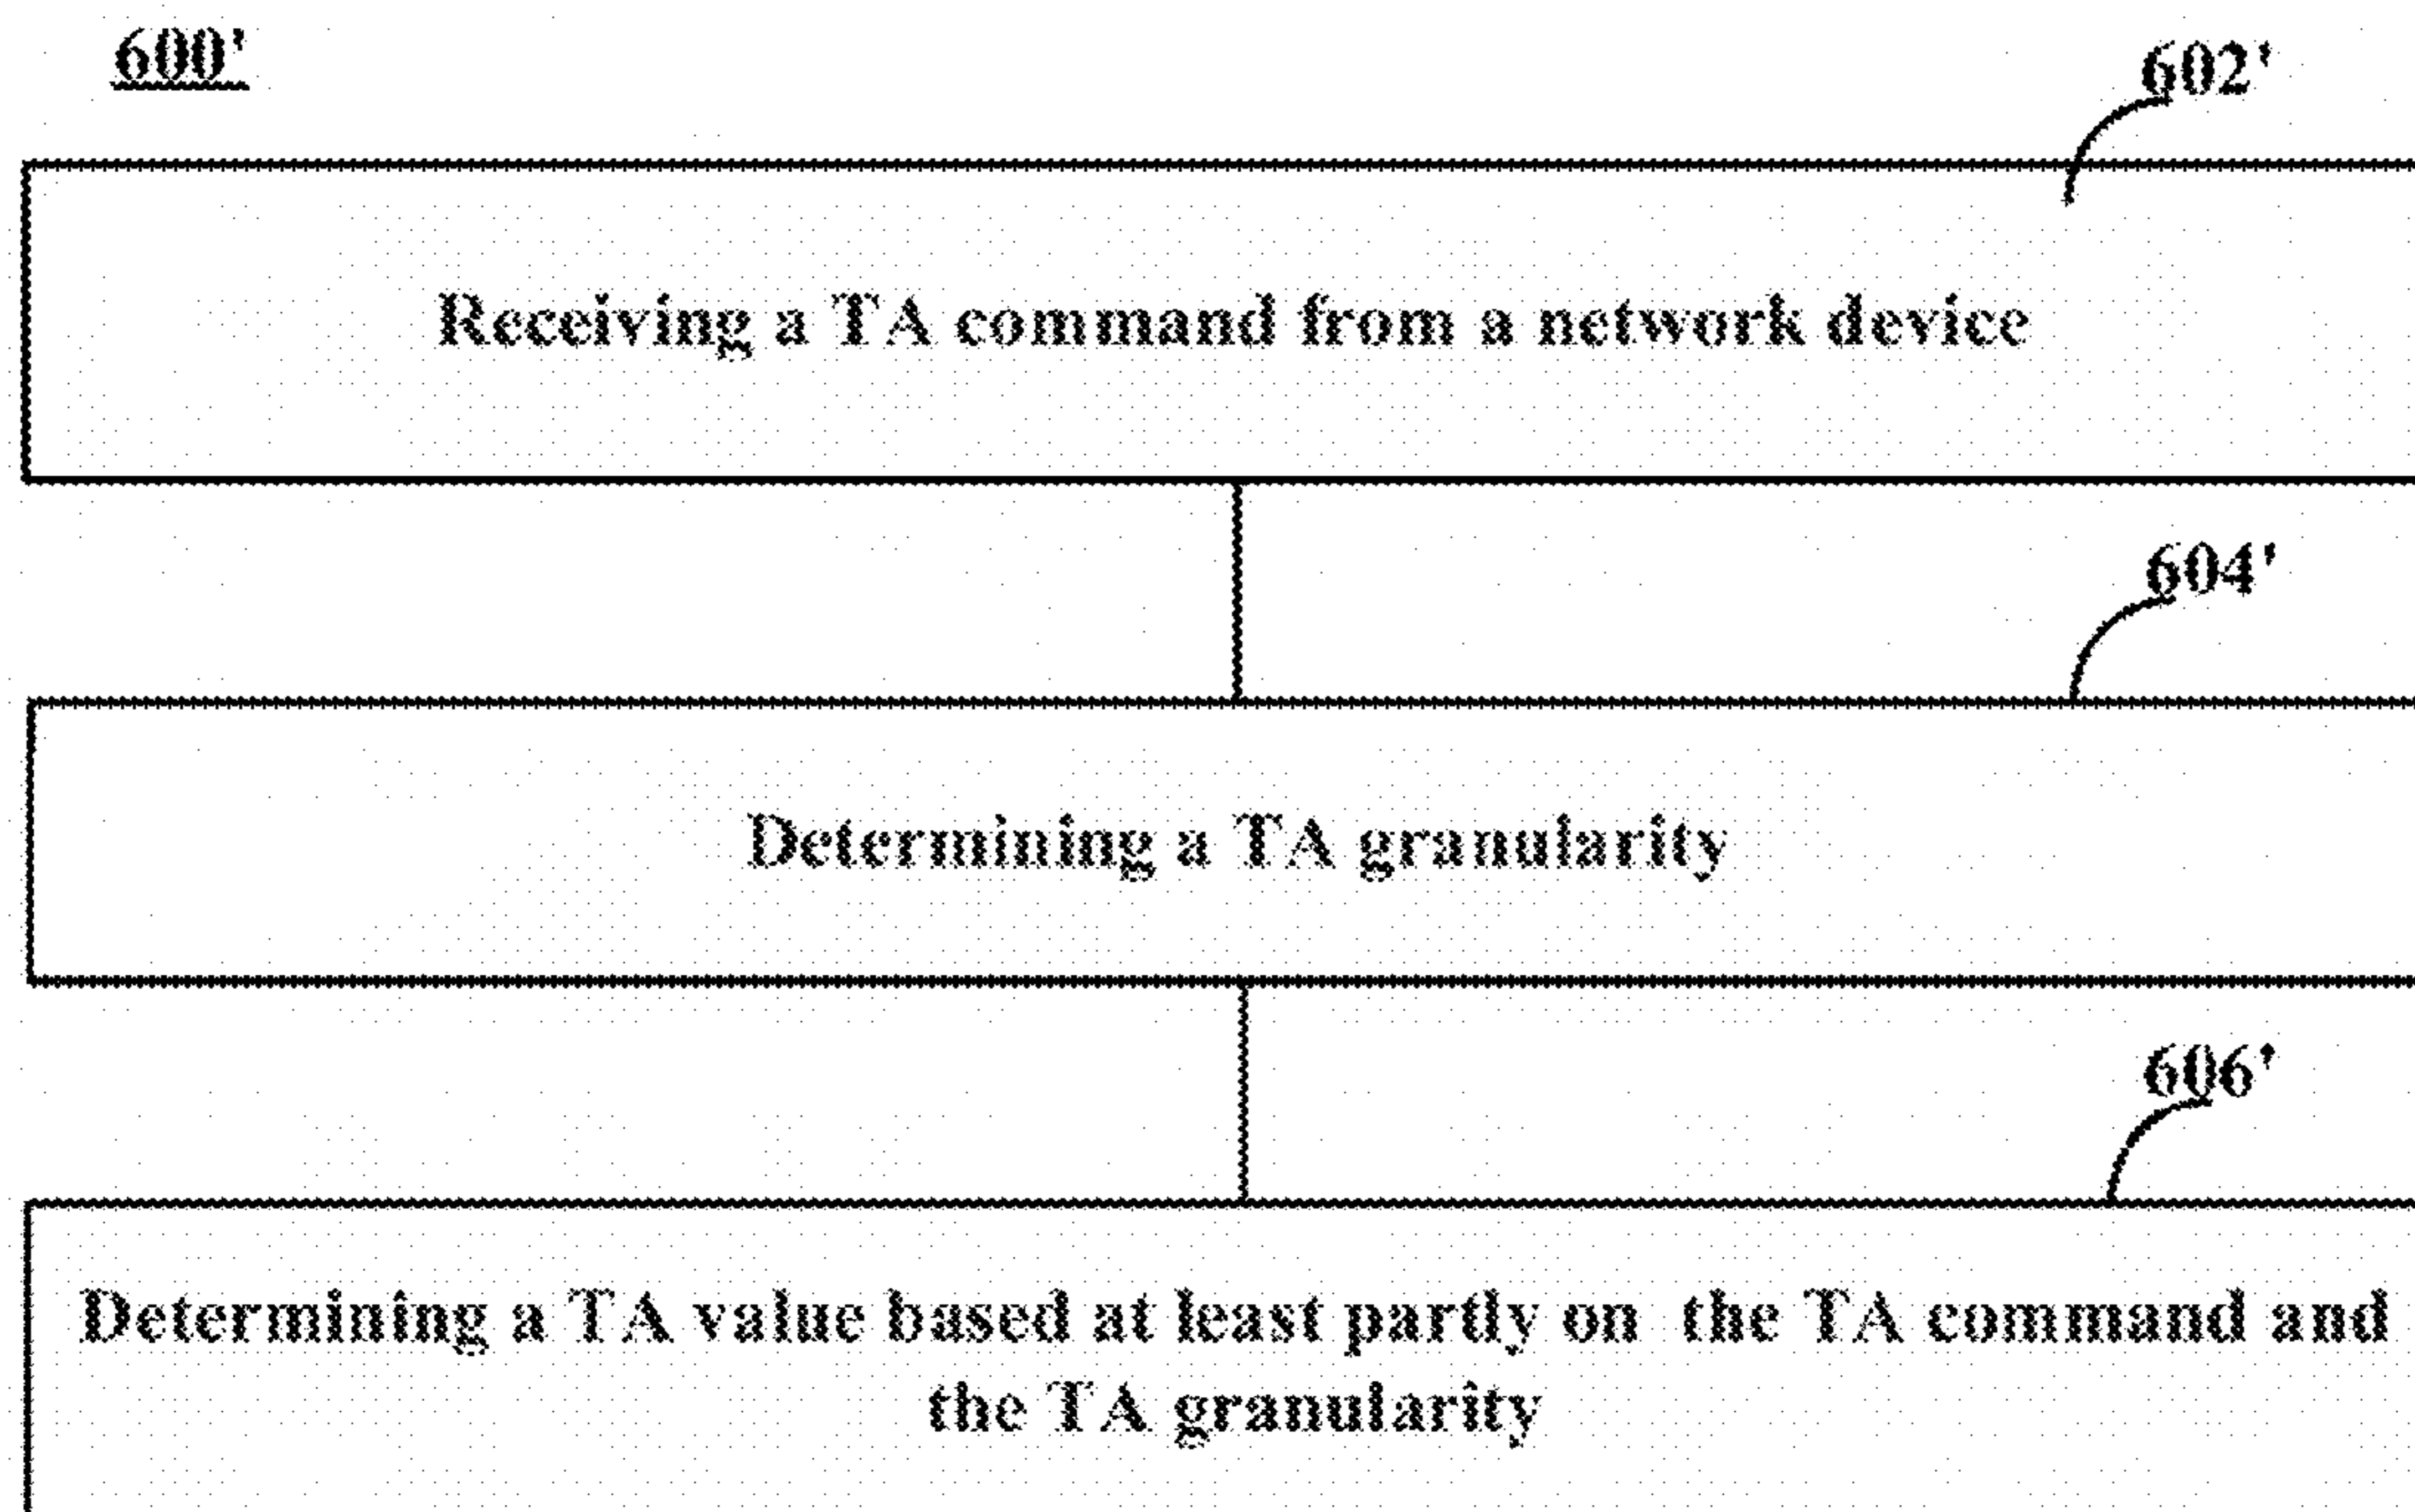 600'
602'
Receiving a TA command from a network device
604'
Determining a TA granularity
606'
Determining a TA value based at least partly on the TA command and
the TA granularity